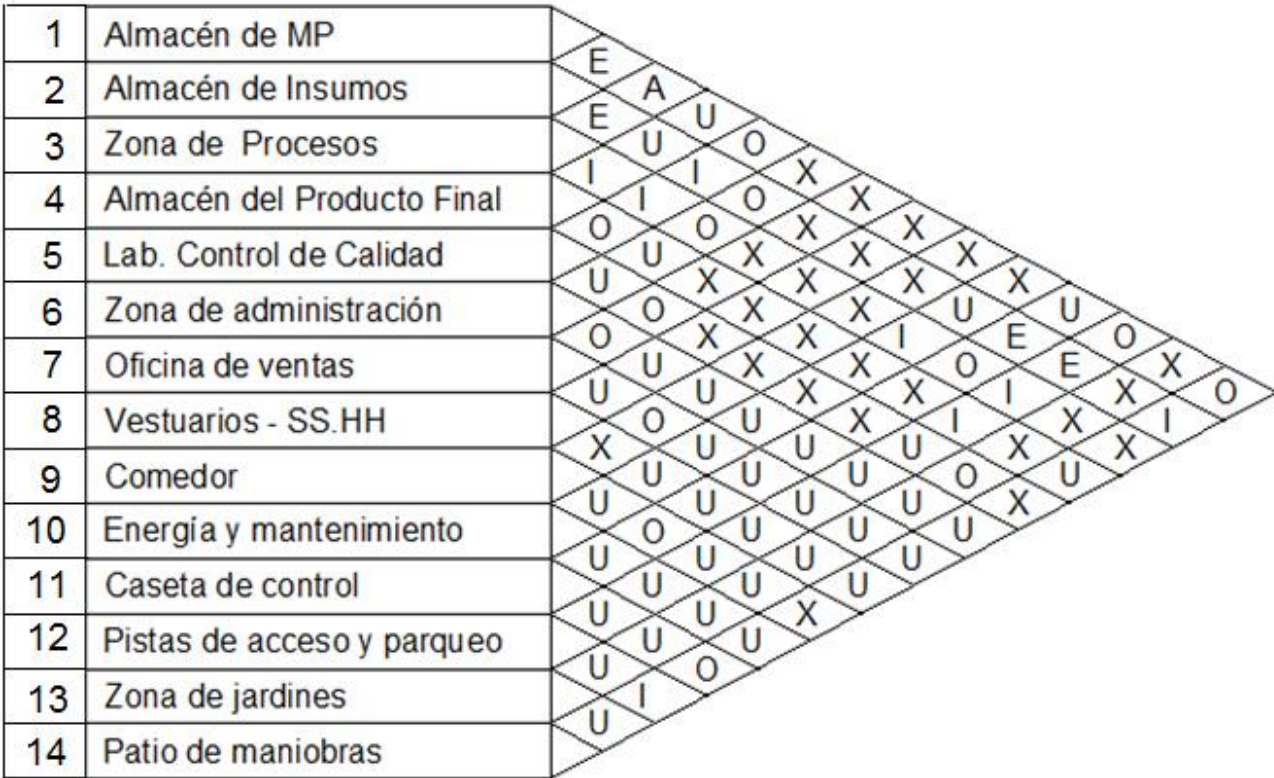 1 Almacén de MP
E
2 Almacén de Insumos A
E U
3 Zona de Procesos U O
I I X
4 Almacén del Producto Final I O X
O O X X
5 Lab. Control de Calidad U X X X
U X X X X
6 Zona de administración O X X U U
O X X I E O
7 Oficina de ventas U X X O E X
U U X X I X O
8 Vestuarios - SS.HH O U X I X I
X U U U X X
9 Comedor U U U O U
U U U U X
10 Energía y mantenimiento O U U U
U U U U
11 Caseta de control U U U
U U X
12 Pistas de acceso y parqueo U U
U O
13 Zona de jardines I
U
14 Patio de maniobras